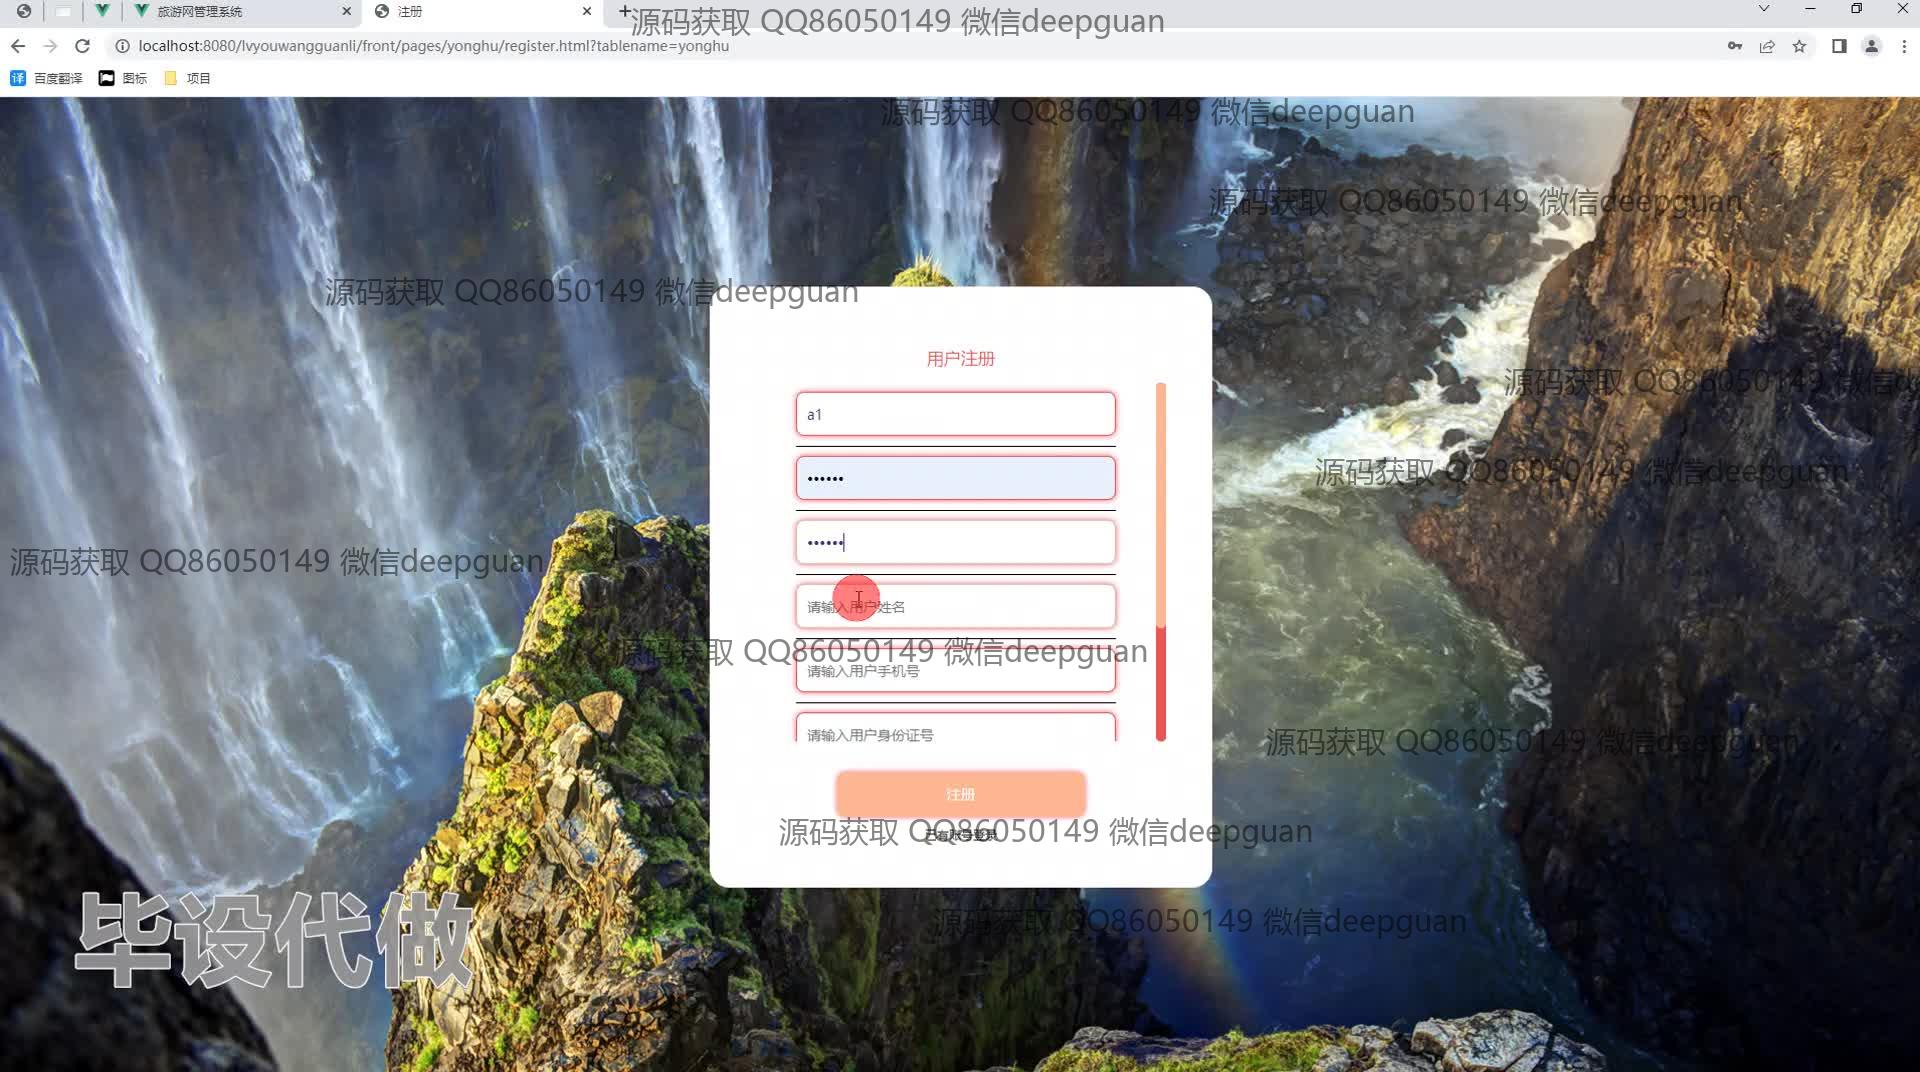 旅游网管理系统
注册
源码获取 QQ86050149 微信deepguan
localhost:8080/lvyouwangguanli/front/pages/yonghu/register.html?tablename=yonghu
译 百度翻译
图标
项目
源码获取 QQ86050149 微信deepguan
源码获取 QQ86050149 微信deepguan
源码获取 QQ86050149 微信deepguan
用户注册
源码获取 QQ86050149 微信d
a1
源码获取 QQ86050149 微信deepguan
••••••
••••••
源码获取 QQ86050149 微信deepguan
请输入用户姓名
源码获取 QQ86050149 微信deepguan
请输入用户手机号
请输入用户身份证号
源码获取 QQ86050149 微信deepguan
注册
源码获取 QQ86050149 微信deepguan
已有账号登录
源码获取 QQ86050149 微信deepguan
毕设代做